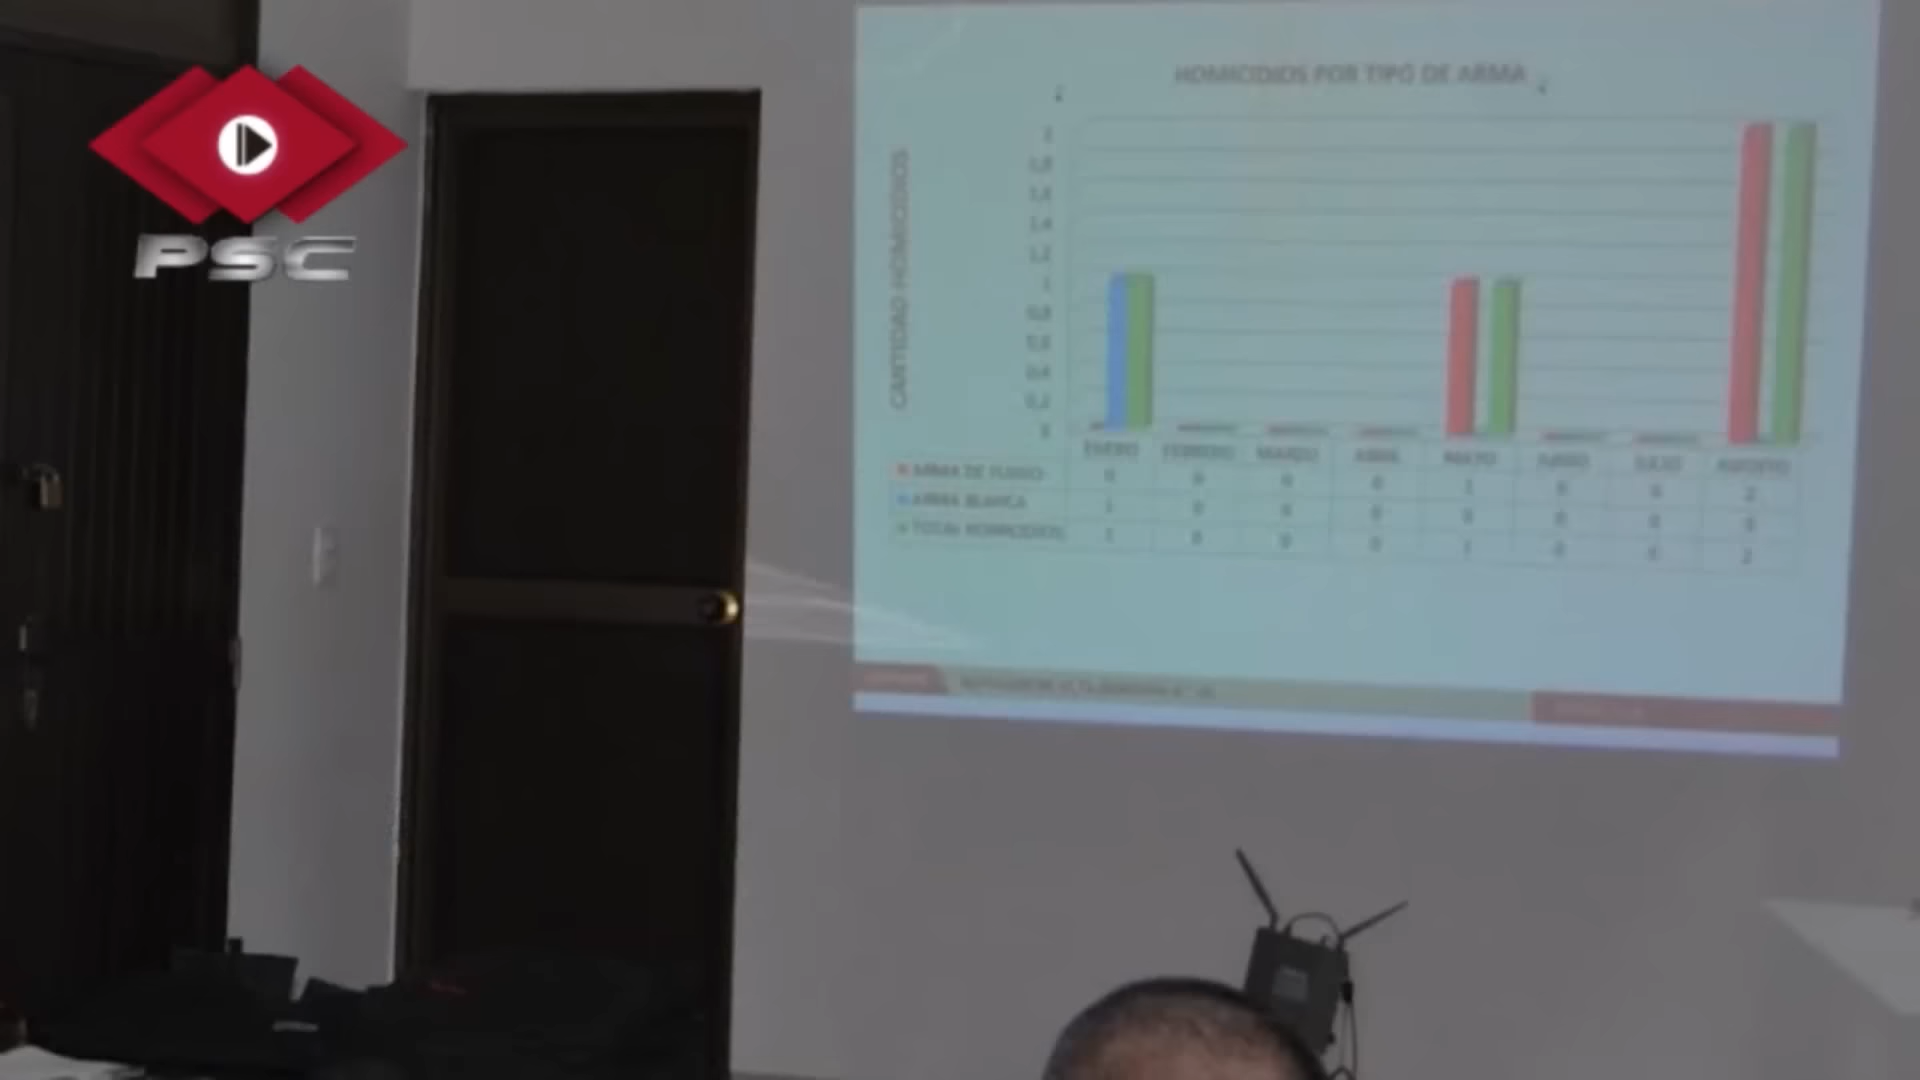 PSC
HOMICIDIOS POR TIPO DE ARMA
CANTIDAD HOMICIDIOS
2
1,8
1,6
1,4
1,2
1
0,8
0,6
0,4
0,2
0
ENERO FEBRERO MARZO ABRIL MAYO JUNIO JULIO AGOSTO
ARMA DE FUEGO 0 0 0 0 1 0 0 2
ARMA BLANCA 1 0 0 0 0 0 0 0
TOTAL HOMICIDIOS 1 0 0 0 1 0 0 2